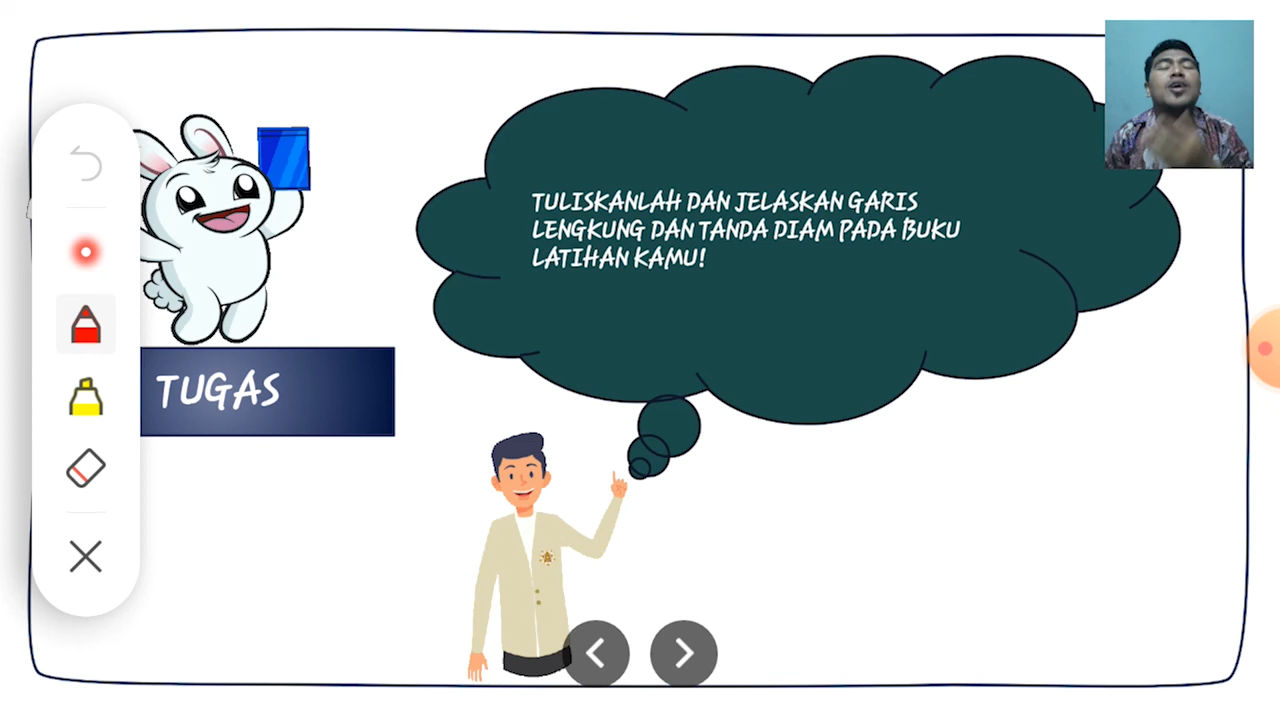 TULISKANLAH DAN JELASKAN GARIS
LENGKUNG DAN TANDA DIAM PADA BUKU
LATIHAN KAMU!
TUGAS